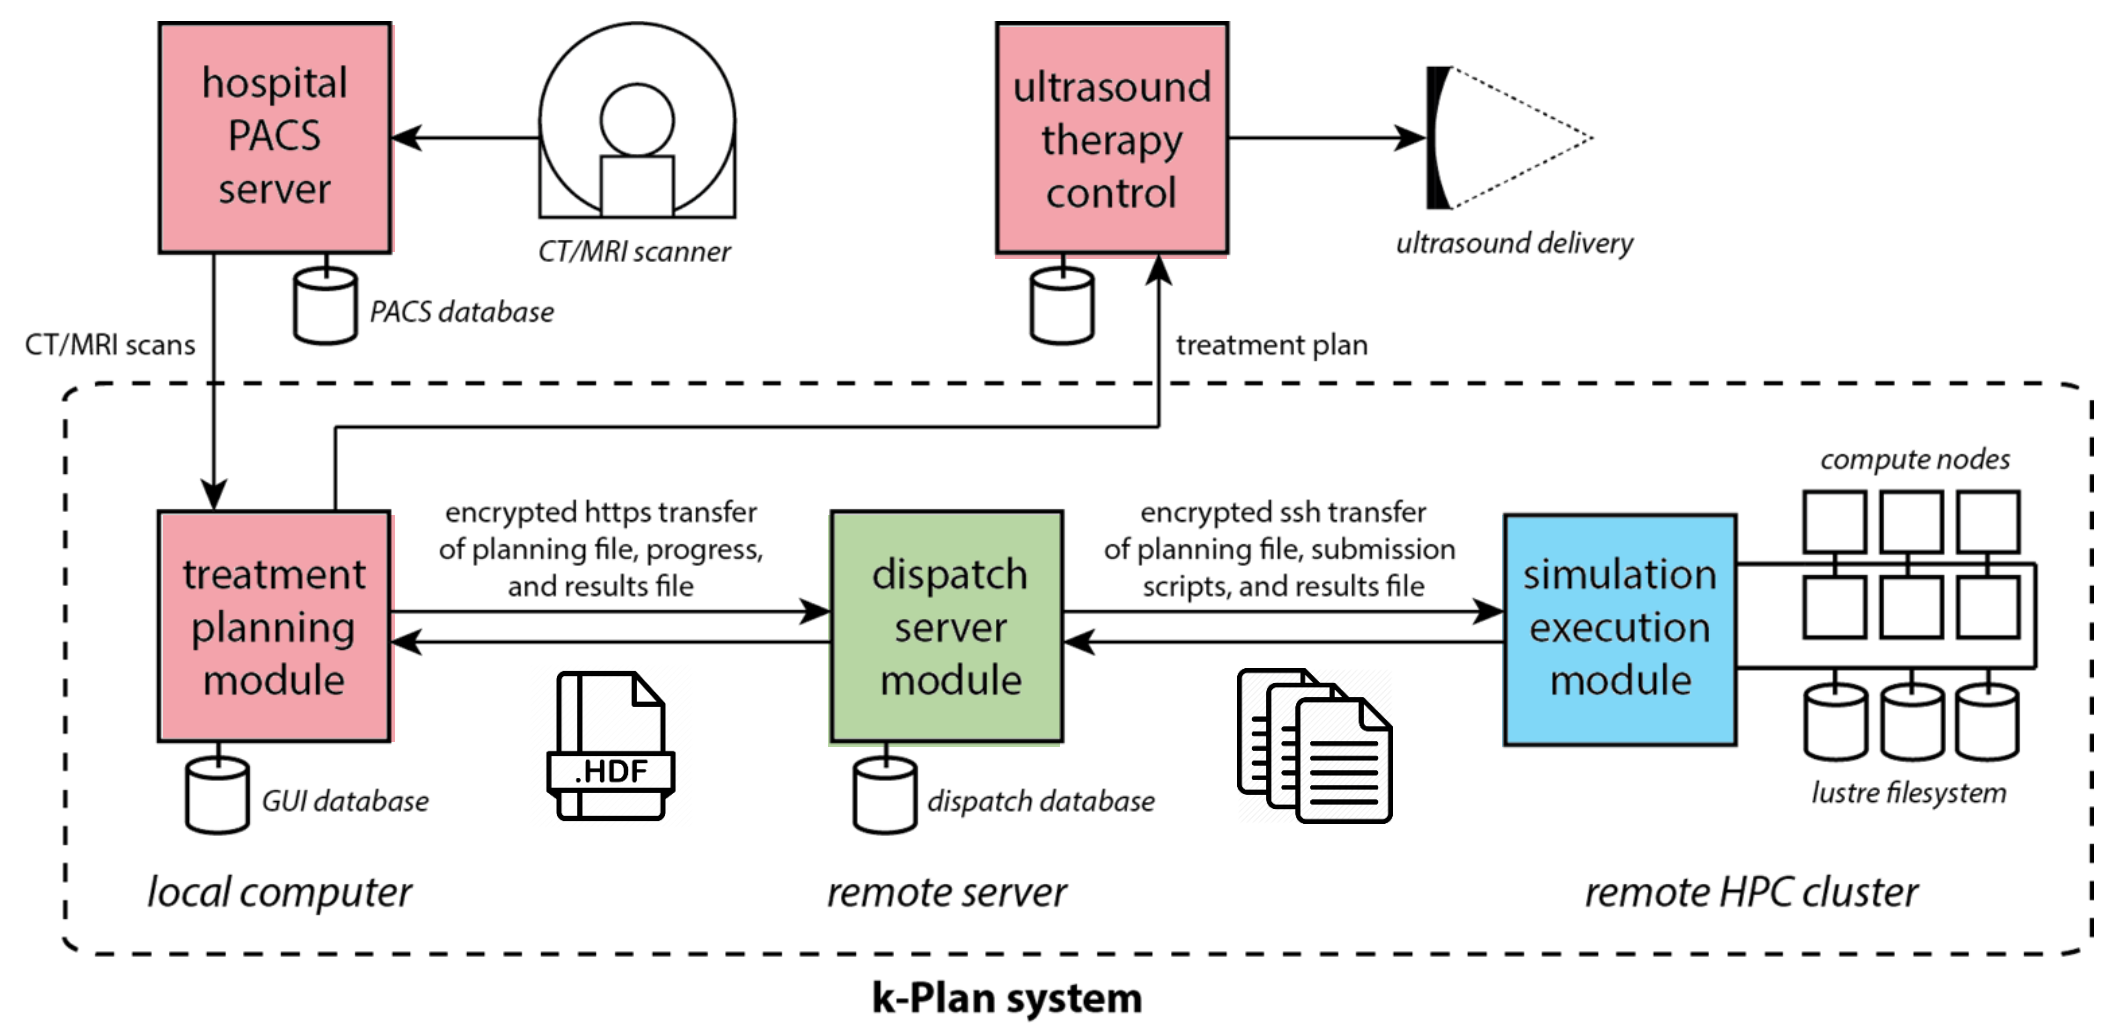 hospital
PACS
server
CT/MRI scanner
PACS database
CT/MRI scans
ultrasound
therapy
control
ultrasound delivery
treatment plan
treatment
planning
module
GUI database
local computer
encrypted https transfer
of planning file, progress,
and results file
.HDF
dispatch
server
module
dispatch database
remote server
encrypted ssh transfer
of planning file, submission
scripts, and results file
simulation
execution
module
compute nodes
lustre filesystem
remote HPC cluster
k-Plan system